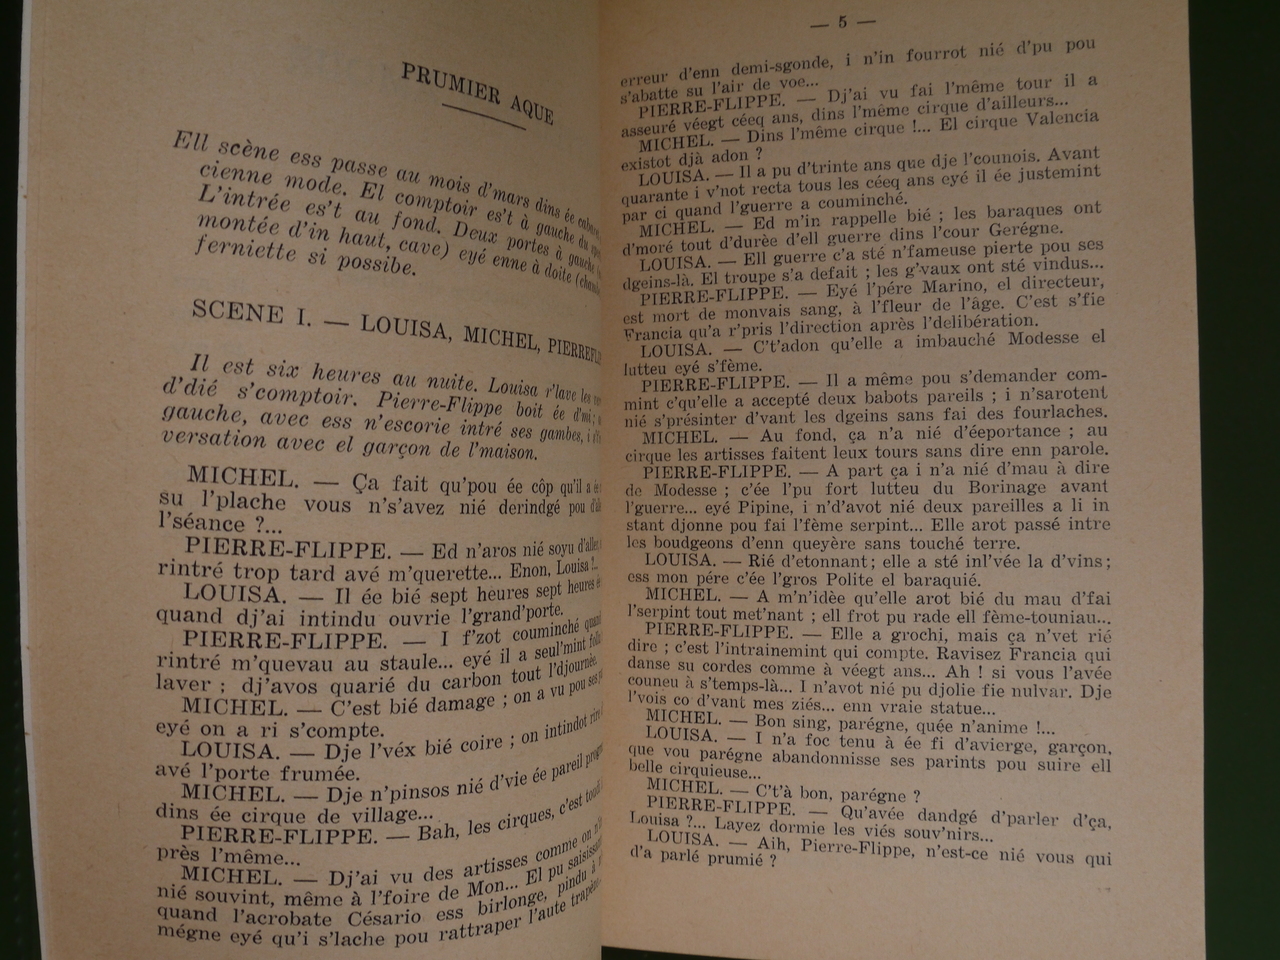 PRUMIER AQUE
Ell scène ess passe au mois d'mars dins ée
cienne mode. El comptoir es't à gauche du
L'intrée es't au fond. Deux portes à gauche
montée d'in haut, cave) eyé enne à doite
ferniette si possibe.
SCENE I. — LOUISA, MICHEL,
Il est six heures au nuite. Louisa r'lave les
d'dié s'comptoir. Pierre-Flippe boit ée d'mi ;
gauche, avec ess n'escorie intré ses gambes, i
versation avec el garçon de l'maison.
MICHEL. — Ça fait qu'pou ée côp qu'il a
su l'plache vous n's'avez nié derindgé pou
l'séance ?...
PIERRE-FLIPPE. — Ed n'aros nié soyu d'aller,
rintré trop tard avé m'querette... Enon, Louisa !...
LOUISA. — Il ée bié sept heures sept heures
quand dj'ai intindu ouvrie l'grand'porte.
PIERRE-FLIPPE. — I f'zot couminché
rintré m'quevau au staule... eyé il a seul'mint
laver ; dj'avos quarié du carbon tout l'djournée.
MICHEL. — C'est bié damage ; on a vu pou
eyé on a ri s'compte.
LOUISA. — Dje l'véx bié coire ; on intindot
avé l'porte frumée.
MICHEL. — Dje n'pinsos nié d'vie ée pareil
dins ée cirque de village...
PIERRE-FLIPPE. — Bah, les cirques, c'est
près l'même...
MICHEL. — Dj'ai vu des artisses comme on
nié souvint, même à l'foire de Mon... El pu
quand l'acrobate Césario ess birlonge, pindu à
mégne eyé qu'i s'lache pou rattraper l'aute
— 5 —
erreur d'enn demi-sgonde, i n'in fourrot nié d'pu pou
s'abatte su l'air de voe...
PIERRE-FLIPPE. — Dj'ai vu fai l'même tour il a
asseuré véegt céeq ans, dins l'même cirque d'ailleurs...
MICHEL. — Dins l'même cirque !... El cirque Valencia
existot djà adon ?
LOUISA. — Il a pu d'trinte ans que dje l'counois. Avant
quarante i v'not recta tous les céeq ans eyé il ée justemint
par ci quand l'guerre a couminché.
MICHEL. — Ed m'in rappelle bié ; les baraques ont
d'moré tout d'durèe d'ell guerre dins l'cour Gerégne.
LOUISA. — Ell guerre c'a sté n'fameuse pierte pou ses
dgeins-là. El troupe s'a defait ; les g'vaux ont sté vindus...
PIERRE-FLIPPE. — Eyé l'pére Marino, el directeur,
est mort de monvais sang, à l'fleur de l'âge. C'est s'fie
Francia qu'a r'pris l'direction après l'delibération.
LOUISA. — C't'adon qu'elle a imbauché Modesse el
lutteu eyé s'fème.
PIERRE-FLIPPE. — Il a même pou s'demander com-
mint c'qu'elle a accepté deux babots pareils ; i n'sarotent
nié s'présinter d'vant les dgeins sans fai des fourlaches.
MICHEL. — Au fond, ça n'a nié d'éeportance ; au
cirque les artisses faitent leux tours sans dire enn parole.
PIERRE-FLIPPE. — A part ça i n'a nié d'mau à dire
de Modesse ; c'ée l'pu fort lutteu du Borinage avant
l'guerre... eyé Pipine, i n'd'avot nié deux pareilles a li in
stant djonne pou fai l'fème serpint... Elle arot passé intre
les boudgeons d'enn queyère sans touché terre.
LOUISA. — Rié d'etonnant ; elle a sté inl'vée la d'vins ;
ess mon pére c'ée l'gros Polite el baraquié.
MICHEL. — A m'n'idèe qu'elle arot bié du mau d'fai
l'serpint tout met'nant ; ell frot pu rade ell fème-touniau...
PIERRE-FLIPPE. — Elle a grochi, mais ça n'vet rié
dire ; c'est l'intrainemint qui compte. Ravisez Francia qui
danse su cordes comme à véegt ans... Ah ! si vous l'avée
couneu à s'temps-là... I n'avot nié pu djolie fie nulvar. Dje
l'vois co d'vant mes ziés... enn vraie statue...
MICHEL. — Bon sing, parégne, quée n'anime !...
LOUISA. — I n'a foc tenu à ée fi d'avierge, garçon,
que vou parégne abandonnisse ses parints pou suire ell
belle cirquieuse...
MICHEL. — C't'à bon, parégne ?
PIERRE-FLIPPE. — Qu'avée dandgé d'parler d'ça,
Louisa ?... Layez dormie les viés souv'nirs...
LOUISA. — Aih, Pierre-Flippe, n'est-ce nié vous qui
d'a parlé prumié ?